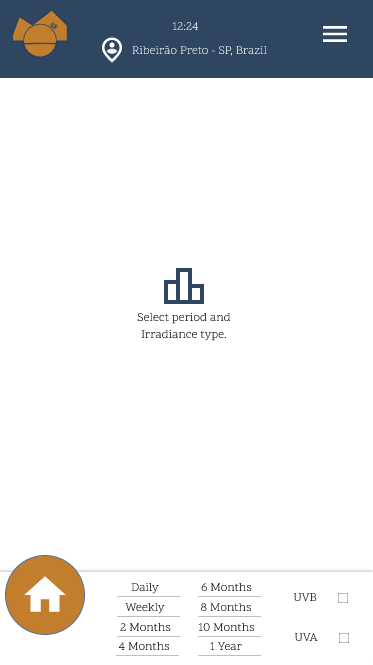 12:24
Ribeirão Preto - SP, Brazil
Select period and
Irradiance type.
Daily
Weekly
2 Months
4 Months
6 Months
8 Months
10 Months
1 Year
UVB
UVA